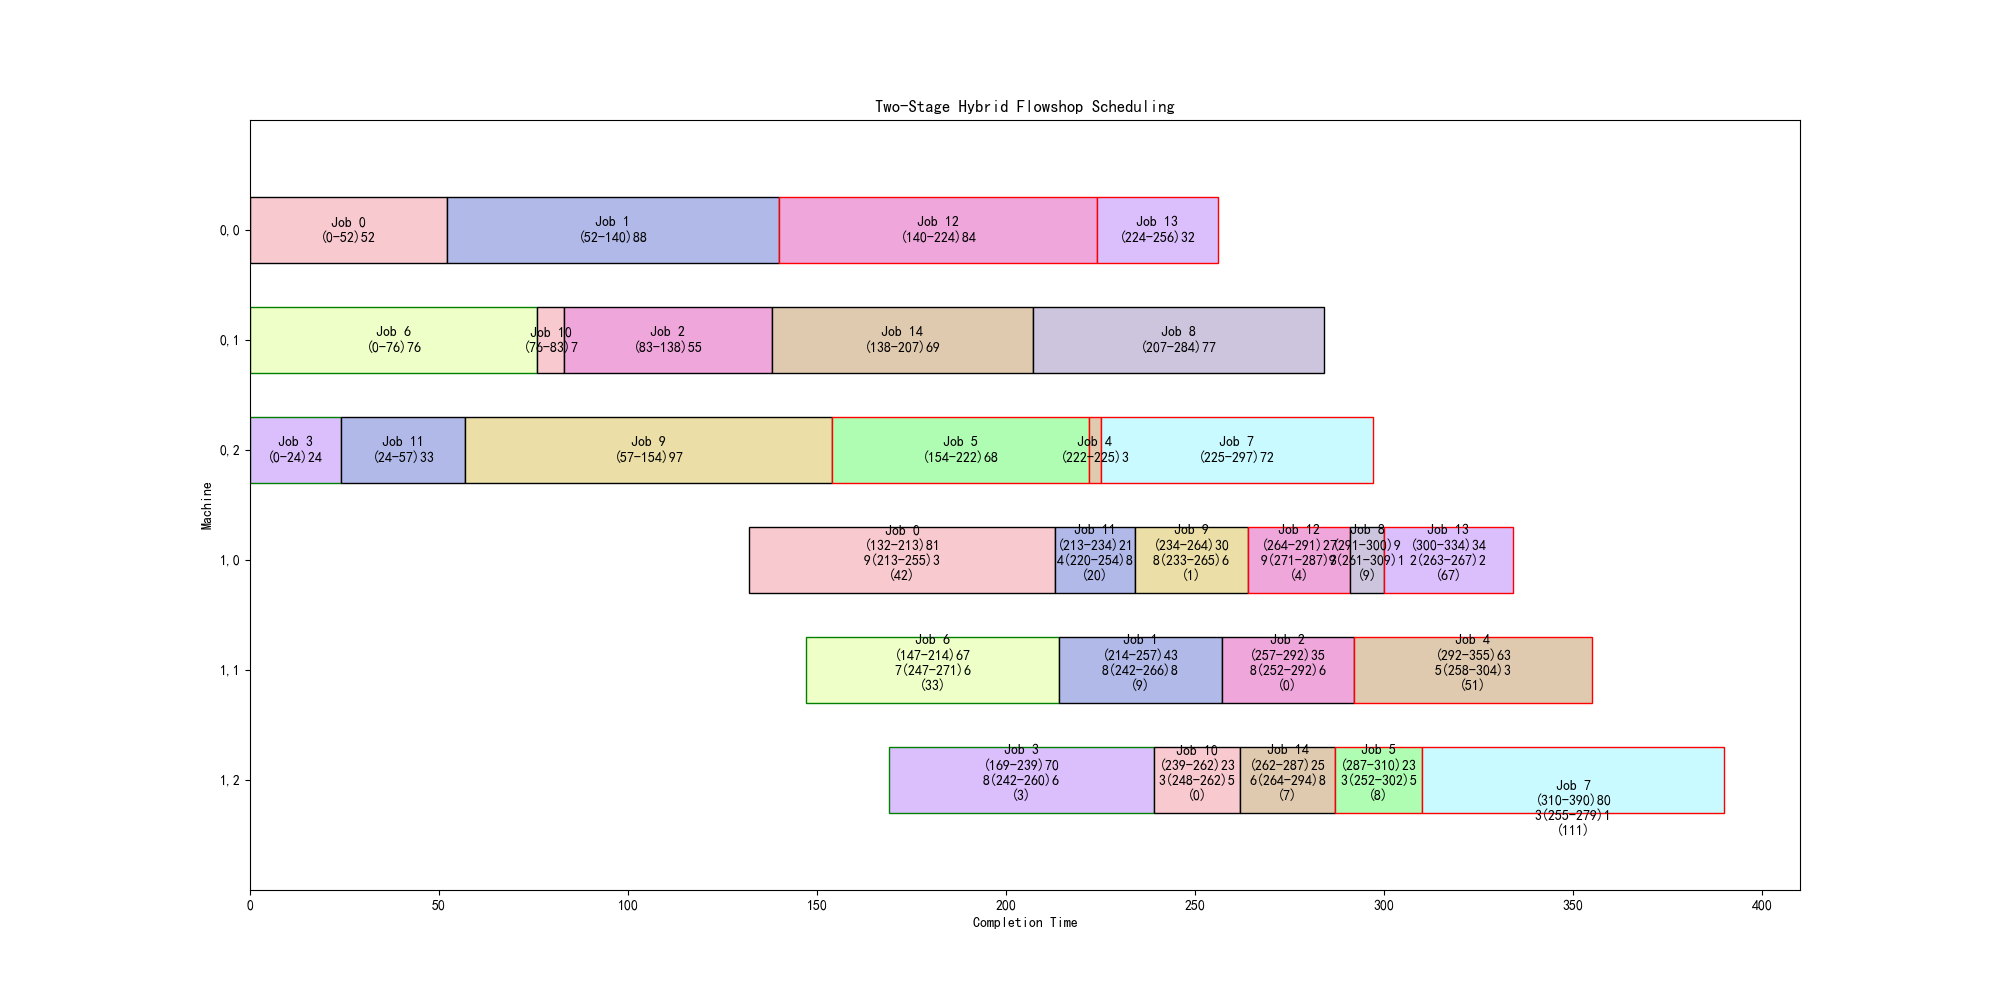 Two-Stage Hybrid Flowshop Scheduling
0,0
Job 0
(0-52)52
Job 1
(52-140)88
Job 12
(140-224)84
Job 13
(224-256)32
0,1
Job 6
(0-76)76
Job 10
(76-83)7
Job 2
(83-138)55
Job 14
(138-207)69
Job 8
(207-284)77
0,2
Job 3
(0-24)24
Job 11
(24-57)33
Job 9
(57-154)97
Job 5
(154-222)68
Job 4
(222-225)3
Job 7
(225-297)72
Machine
1,0
Job 0
(132-213)81
9(213-255)3
(42)
Job 11
(213-234)21
4(220-254)8
(20)
Job 9
(234-264)30
8(233-265)6
(1)
Job 12
(264-291)27
9(271-287)9
(4)
Job 8
(291-300)9
(261-309)1
(9)
Job 13
(300-334)34
2(263-267)2
(67)
1,1
Job 6
(147-214)67
7(247-271)6
(33)
Job 1
(214-257)43
8(242-266)8
(9)
Job 2
(257-292)35
8(252-292)6
(0)
Job 4
(292-355)63
5(258-304)3
(51)
1,2
Job 3
(169-239)70
8(242-260)6
(3)
Job 10
(239-262)23
3(248-262)5
(0)
Job 14
(262-287)25
6(264-294)8
(7)
Job 5
(287-310)23
3(252-302)5
(8)
Job 7
(310-390)80
3(255-279)1
(111)
0
50
100
150
200
250
300
350
400
Completion Time